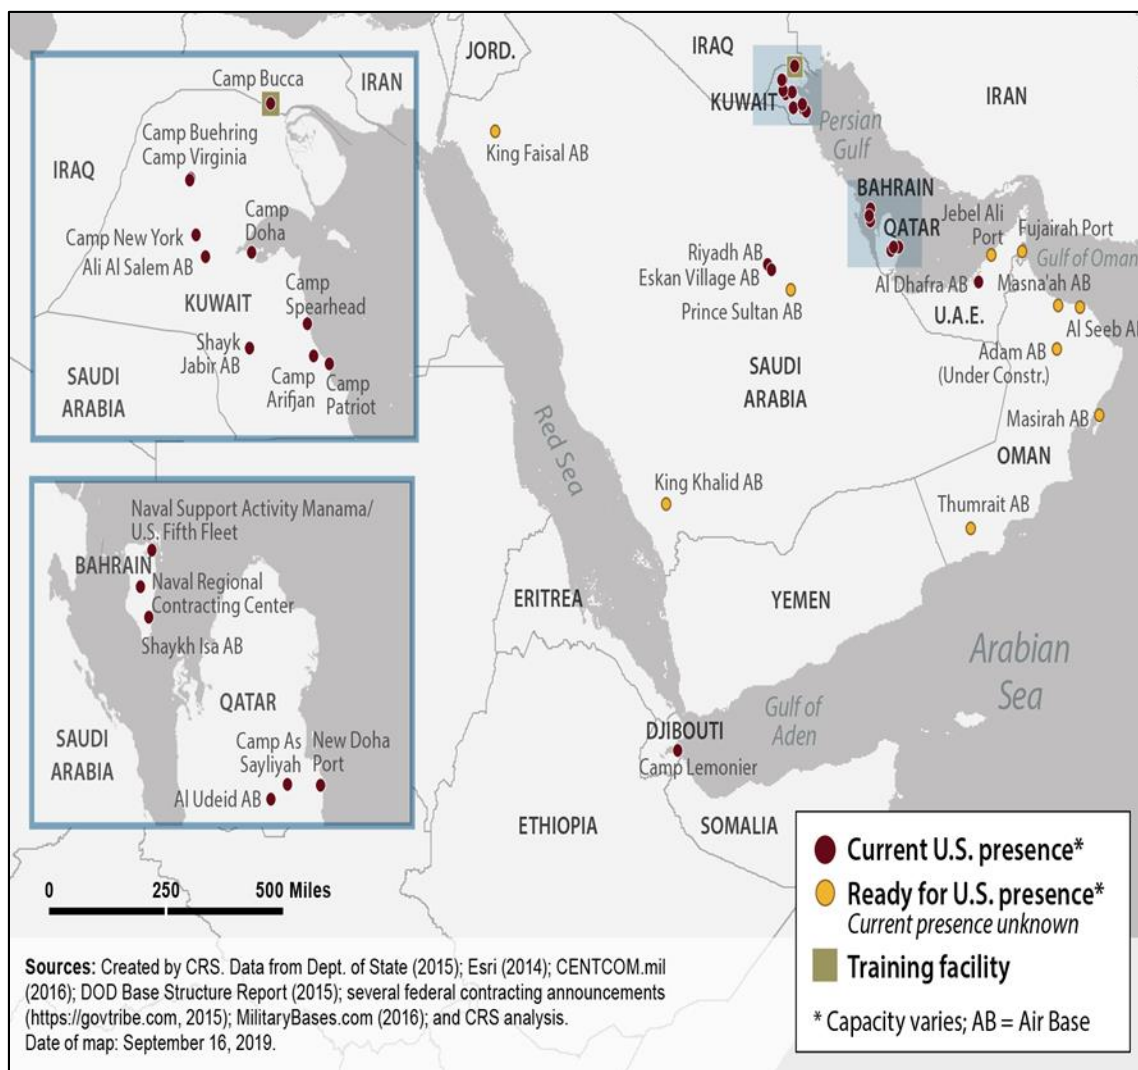 Camp Bucca
IRAN
Camp Buehring
Camp Virginia
IRAQ
Camp
Doha
Camp New York
Ali Al Salem AB
Camp
Spearhead
KUWAIT
Shayk
Jabir AB
Camp
Arifjan
Camp
Patriot
SAUDI
ARABIA
Naval Support Activity Manama/
U.S. Fifth Fleet
BAHRAIN
Naval Regional
Contracting Center
Shaykh Isa AB
QATAR
SAUDI
ARABIA
Camp As
Sayliyah
New Doha
Port
Al Udeid AB
JORD.
IRAQ
IRAN
KUWAIT
Persian
Gulf
King Faisal AB
BAHRAIN
QATAR
Jebel Ali
Port
Fujairah Port
Gulf of Oman
Riyadh AB
Eskan Village AB
Prince Sultan AB
Al Dhafra AB
Masna'ah AB
U.A.E.
Al Seeb A
Adam AB
(Under Constr.)
SAUDI
ARABIA
Masirah AB
Red Sea
OMAN
King Khalid AB
Thumrait AB
ERITREA
YEMEN
Arabian
Sea
Gulf of
Aden
DJIBOUTI
Camp Lemonier
ETHIOPIA
SOMALIA
0 250 500 Miles
Current U.S. presence*
Ready for U.S. presence*
Current presence unknown
Training facility
* Capacity varies; AB = Air Base
Sources: Created by CRS. Data from Dept. of State (2015); Esri (2014); CENTCOM.mil
(2016); DOD Base Structure Report (2015); several federal contracting announcements
(https://govtribe.com, 2015); MilitaryBases.com (2016); and CRS analysis.
Date of map: September 16, 2019.